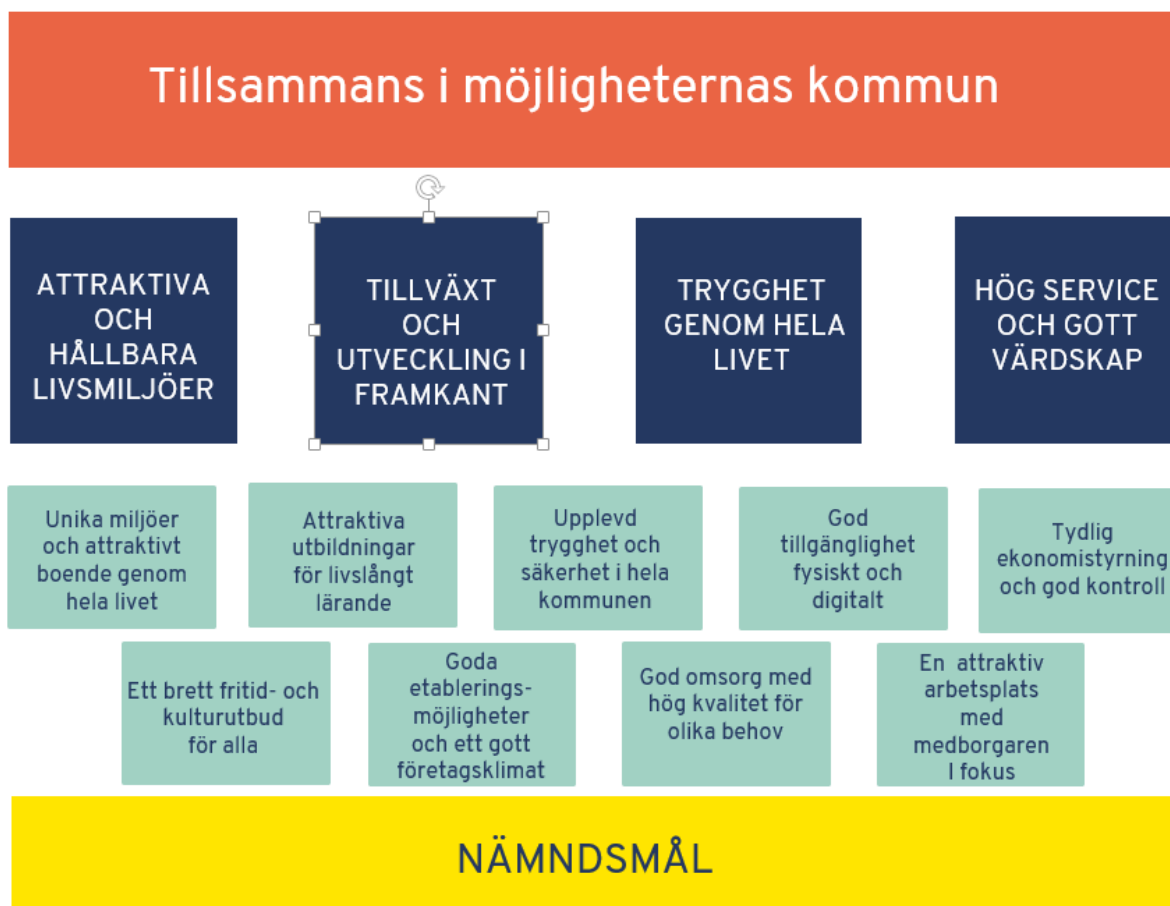 Tillsammans i möjligheternas kommun
ATTRAKTIVA
OCH
HÅLLBARA
LIVSMILJÖER
TILLVÄXT
OCH
UTVECKLING I
FRAMKANT
TRYGGHET
GENOM HELA
LIVET
HÖG SERVICE
OCH GOTT
VÄRDSKAP
Unika miljöer
och attraktivt
boende genom
hela livet
Attraktiva
utbildningar
för livslångt
lärande
Upplevd
trygghet och
säkerhet i hela
kommunen
God
tillgänglighet
fysiskt och
digitalt
Tydlig
ekonomistyrning
och god kontroll
Ett brett fritid- och
kulturutbud
för alla
Goda
etablerings-
möjligheter
och ett gott
företagsklimat
God omsorg med
hög kvalitet för
olika behov
En attraktiv
arbetsplats
med
medborgaren
I fokus
NÄMNDSMÅL